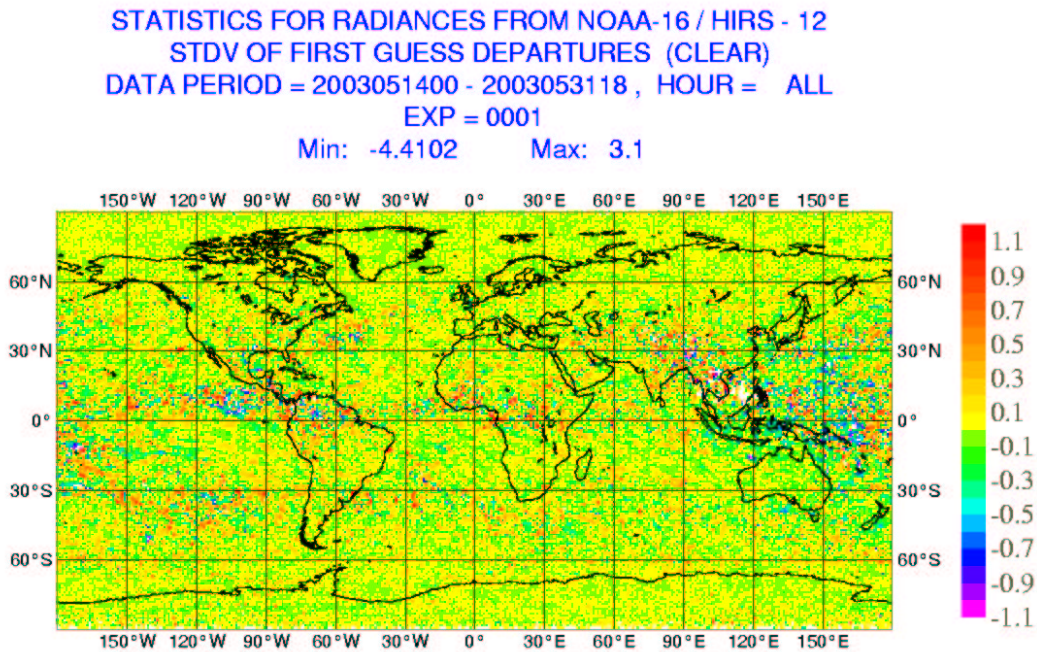 STATISTICS FOR RADIANCES FROM NOAA-16 / HIRS - 12
STDV OF FIRST GUESS DEPARTURES (CLEAR)
DATA PERIOD = 2003051400 - 2003053118 , HOUR = ALL
EXP = 0001
Min: -4.4102 Max: 3.1
150°W 120°W 90°W 60°W 30°W 0° 30°E 60°E 90°E 120°E 150°E
1.1
0.9
60°N 60°N
0.7
0.5
30°N 30°N
0.3
0.1
0° 0°
-0.1
-0.3
30°S 30°S
-0.5
-0.7
60°S 60°S
-0.9
-1.1
150°W 120°W 90°W 60°W 30°W 0° 30°E 60°E 90°E 120°E 150°E